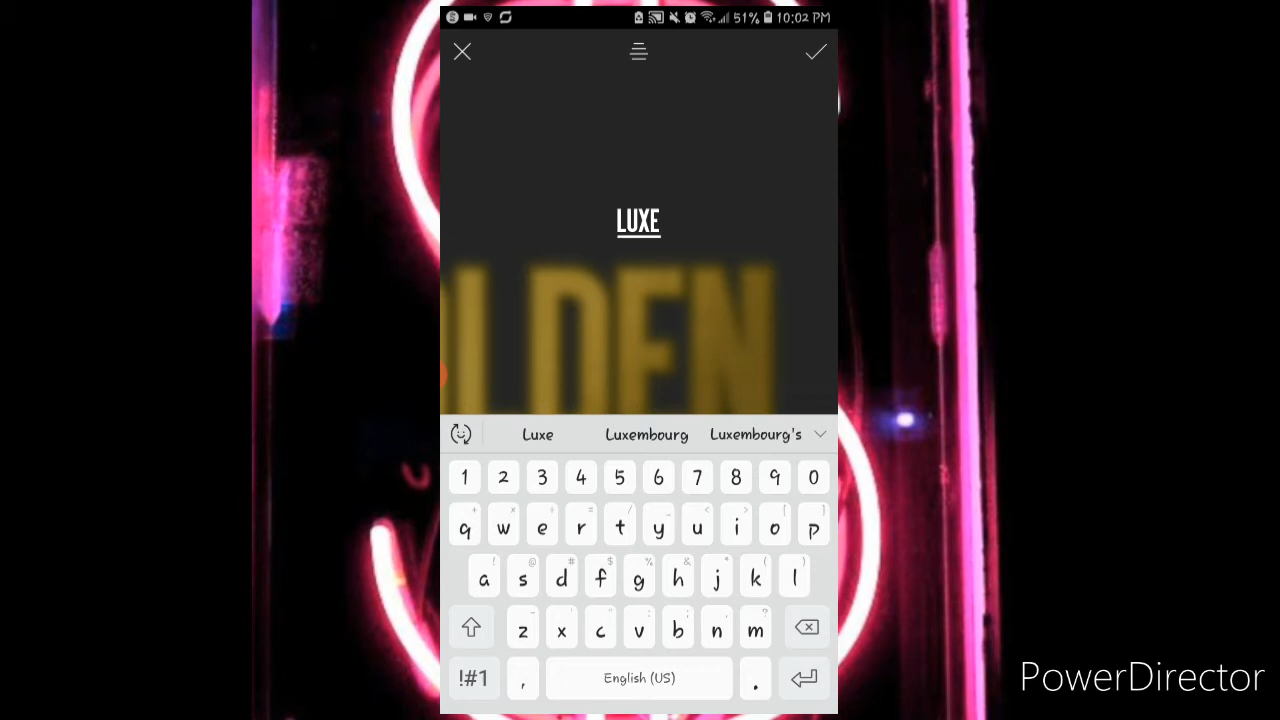 51% 10:02 PM
LUXE
LDEN
Luxe Luxembourg Luxembourg's
1 2 3 4 5 6 7 8 9 0
q w e r t y u i o p
a s d f g h j k l
z x c v b n m
!#1 , English (US) .
PowerDirector